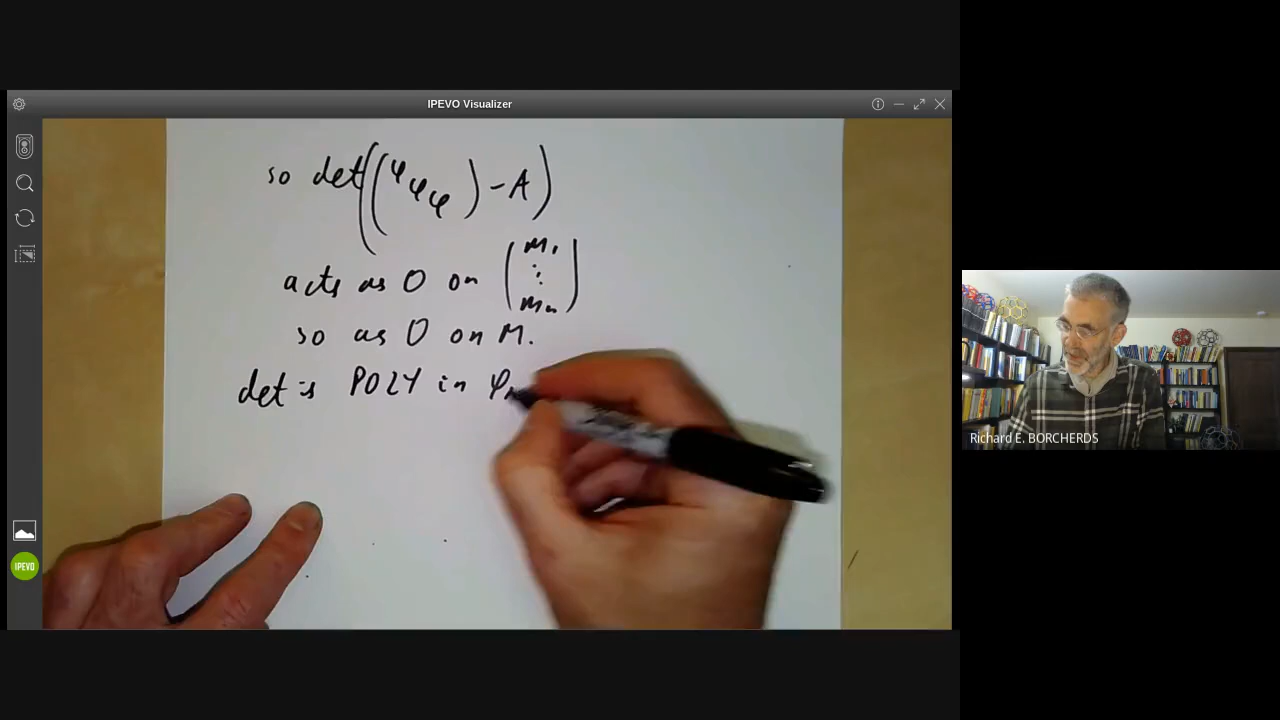 IPEVO Visualizer
so det((φ φ φ) - A)
acts as 0 on (m₁ ⋮ mₙ)
so as 0 on M.
det is POLY in φ
IPEVO
Richard E. BORCHERDS